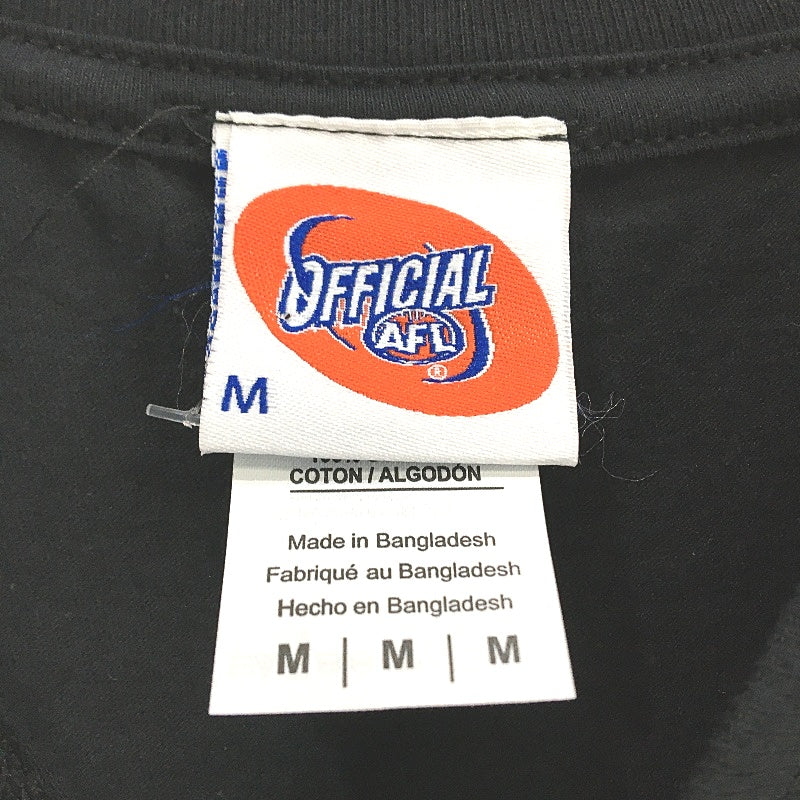 OFFICIAL
AFL
®
M
COTON / ALGODÓN
Made in Bangladesh
Fabriqué au Bangladesh
Hecho en Bangladesh
M | M | M